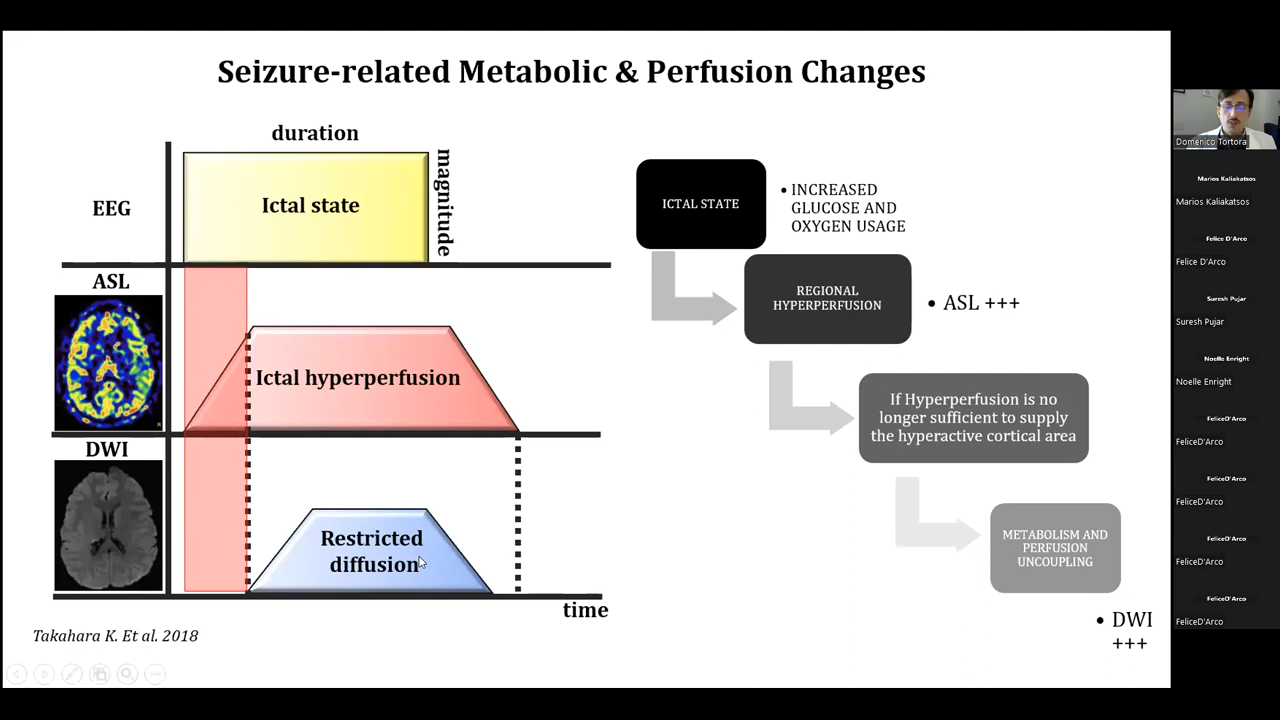 Seizure-related Metabolic & Perfusion Changes
duration
magnitude
EEG
Ictal state
ASL
Ictal hyperperfusion
DWI
Restricted
diffusion
time
Takahara K. Et al. 2018
ICTAL STATE
• INCREASED
GLUCOSE AND
OXYGEN USAGE
REGIONAL
HYPERPERFUSION
• ASL +++
If Hyperperfusion is no
longer sufficient to supply
the hyperactive cortical area
METABOLISM AND
PERFUSION
UNCOUPLING
• DWI
+++
Domenico Tortora
Marios Kaliakatsos
Marios Kaliakatsos
Felice D'Arco
Felice D'Arco
Suresh Pujar
Suresh Pujar
Noelle Enright
Noelle Enright
FeliceD'Arco
FeliceD'Arco
FeliceD'Arco
FeliceD'Arco
FeliceD'Arco
FeliceD'Arco
FeliceD'Arco
FeliceD'Arco